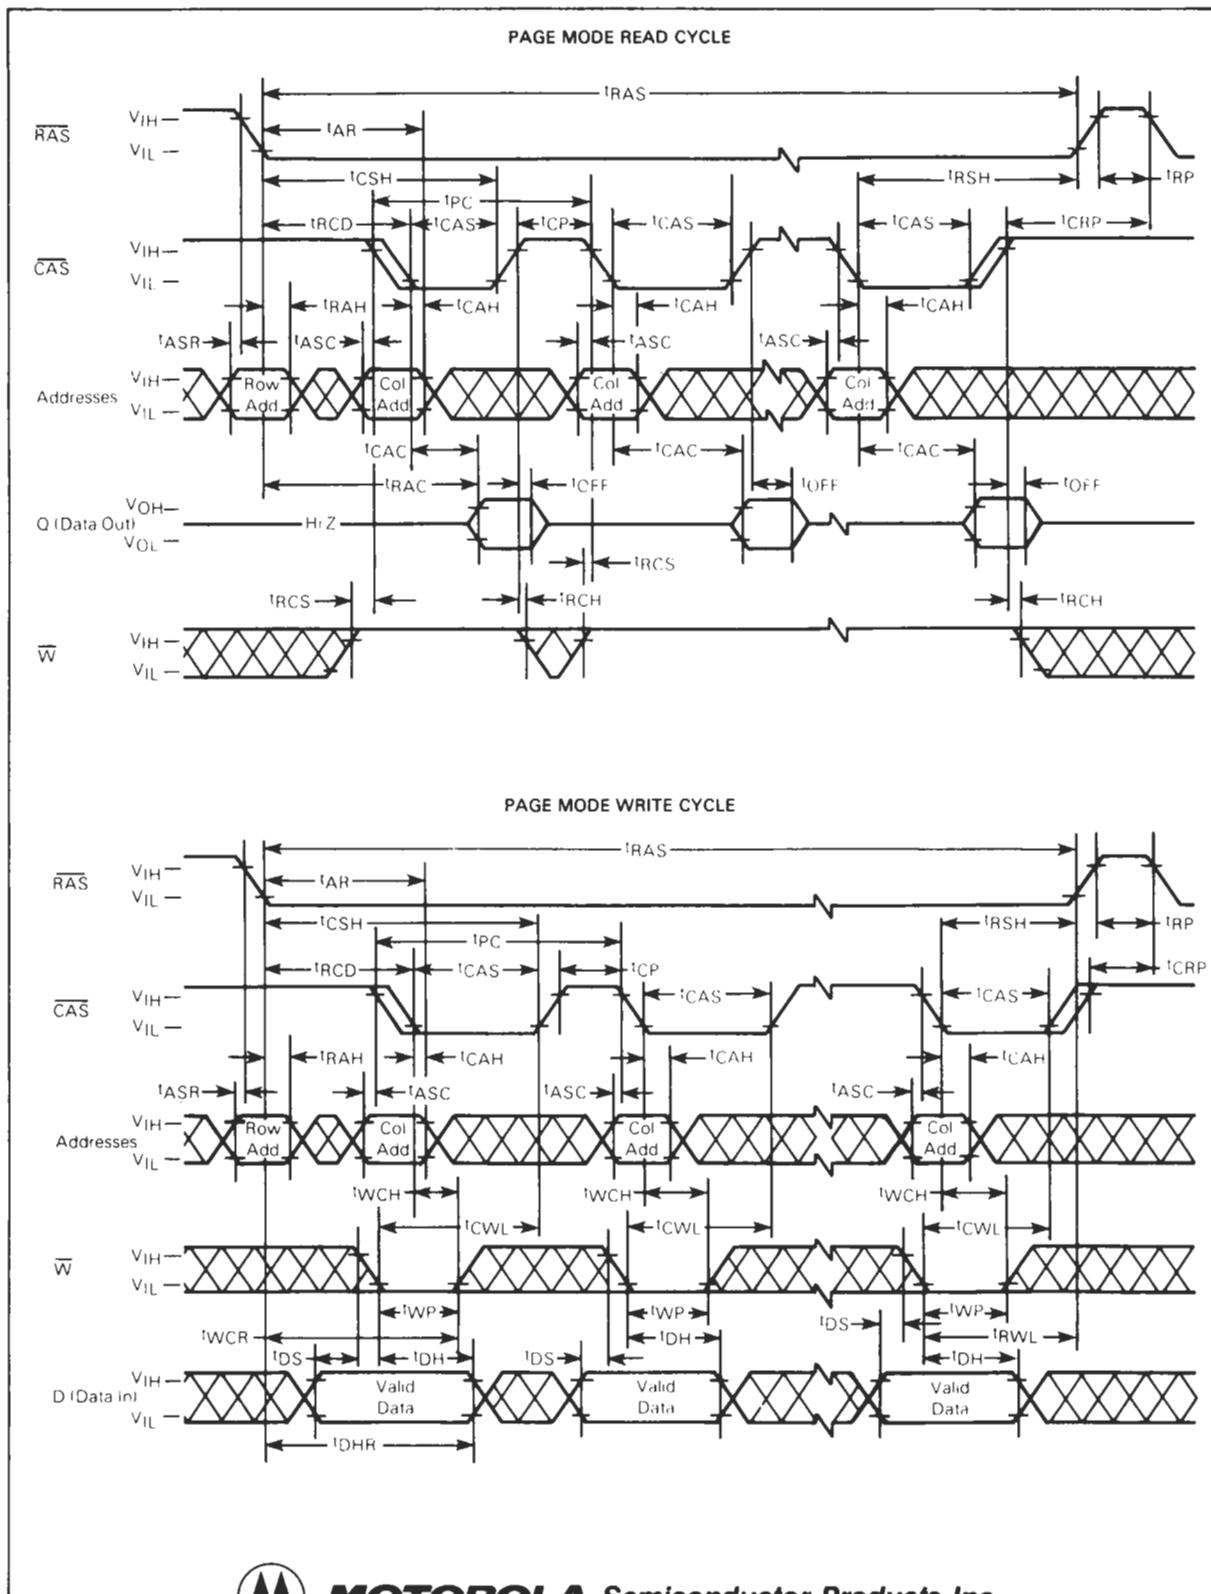 PAGE MODE READ CYCLE
tRAS
RAS VIH
VIL
tAR
tCSH
tRSH
tRP
tPC
tRCD tCAS tCP tCAS tCAS tCRP
CAS VIH
VIL
tRAH tCAH tCAH tCAH
tASR tASC tASC tASC
Addresses VIH
VIL
Row Add
Col Add
Col Add
Col Add
tCAC tCAC tCAC
tRAC tOFF tOFF tOFF
Q (Data Out) VOH
VOL
Hi Z
tRCS
tRCS tRCH tRCH
W VIH
VIL
PAGE MODE WRITE CYCLE
tRAS
RAS VIH
VIL
tAR
tCSH
tRSH tRP
tPC
tRCD tCAS tCP tCRP
tCAS tCAS
CAS VIH
VIL
tRAH tCAH tCAH tCAH
tASR tASC tASC tASC
Addresses VIH
VIL
Row Add
Col Add
Col Add
Col Add
tWCH tWCH tWCH
tCWL tCWL tCWL
W VIH
VIL
tWP tWP tDS tWP
tWCR tDH tRWL
tDS tDH tDS tDH
D (Data In) VIH
VIL
Valid Data
Valid Data
Valid Data
tDHR
MOTOROLA Semiconductor Products Inc.